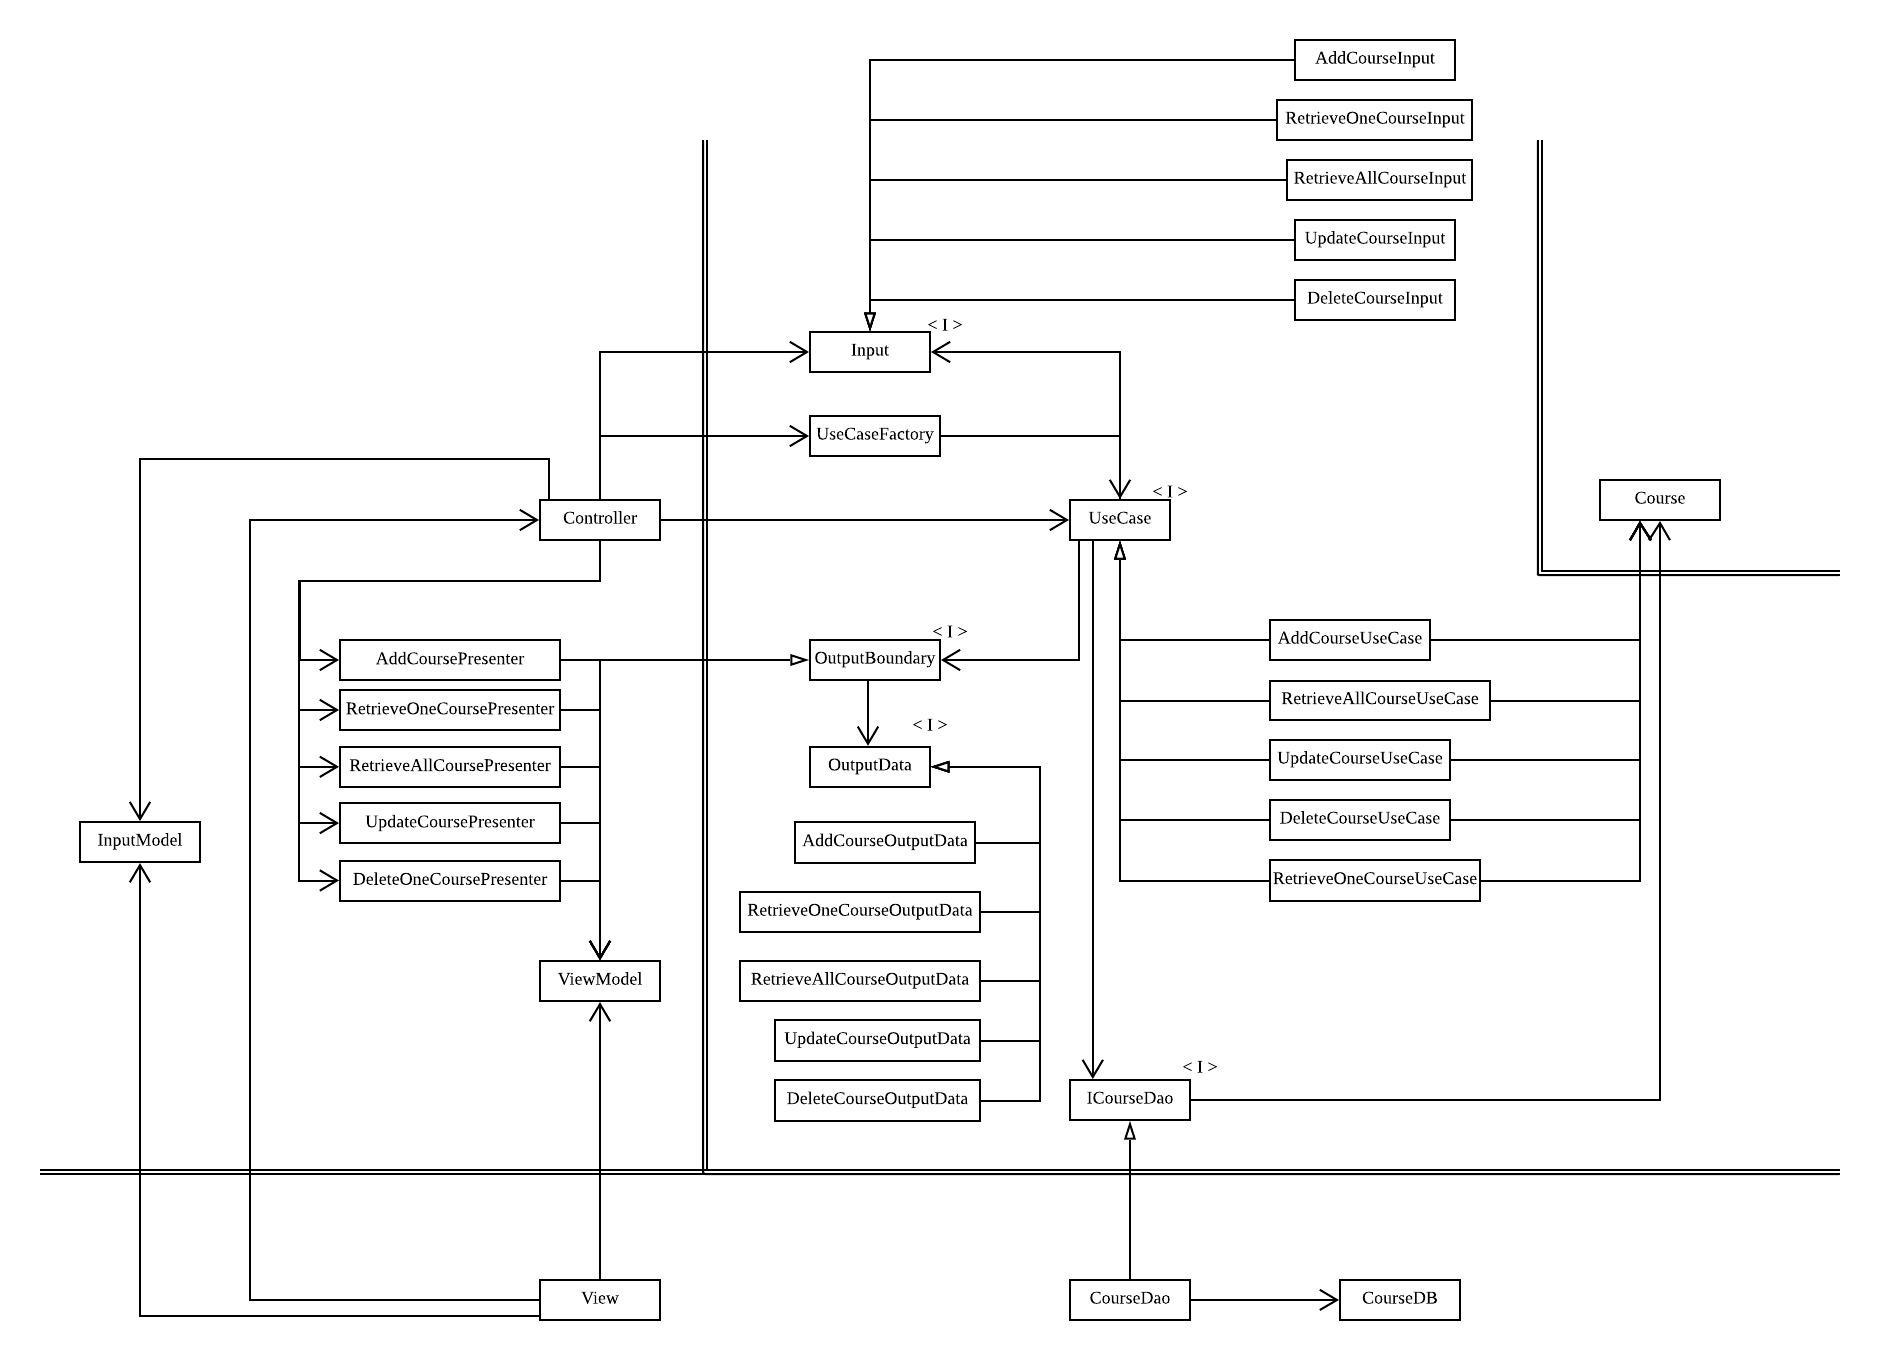 AddCourseInput
RetrieveOneCourseInput
RetrieveAllCourseInput
UpdateCourseInput
DeleteCourseInput
< I >
Input
UseCaseFactory
< I >
Controller
UseCase
Course
< I >
AddCoursePresenter
OutputBoundary
AddCourseUseCase
RetrieveOneCoursePresenter
RetrieveAllCourseUseCase
< I >
RetrieveAllCoursePresenter
OutputData
UpdateCourseUseCase
UpdateCoursePresenter
DeleteCourseUseCase
InputModel
AddCourseOutputData
DeleteOneCoursePresenter
RetrieveOneCourseUseCase
RetrieveOneCourseOutputData
ViewModel
RetrieveAllCourseOutputData
UpdateCourseOutputData
< I >
DeleteCourseOutputData
ICourseDao
View
CourseDao
CourseDB